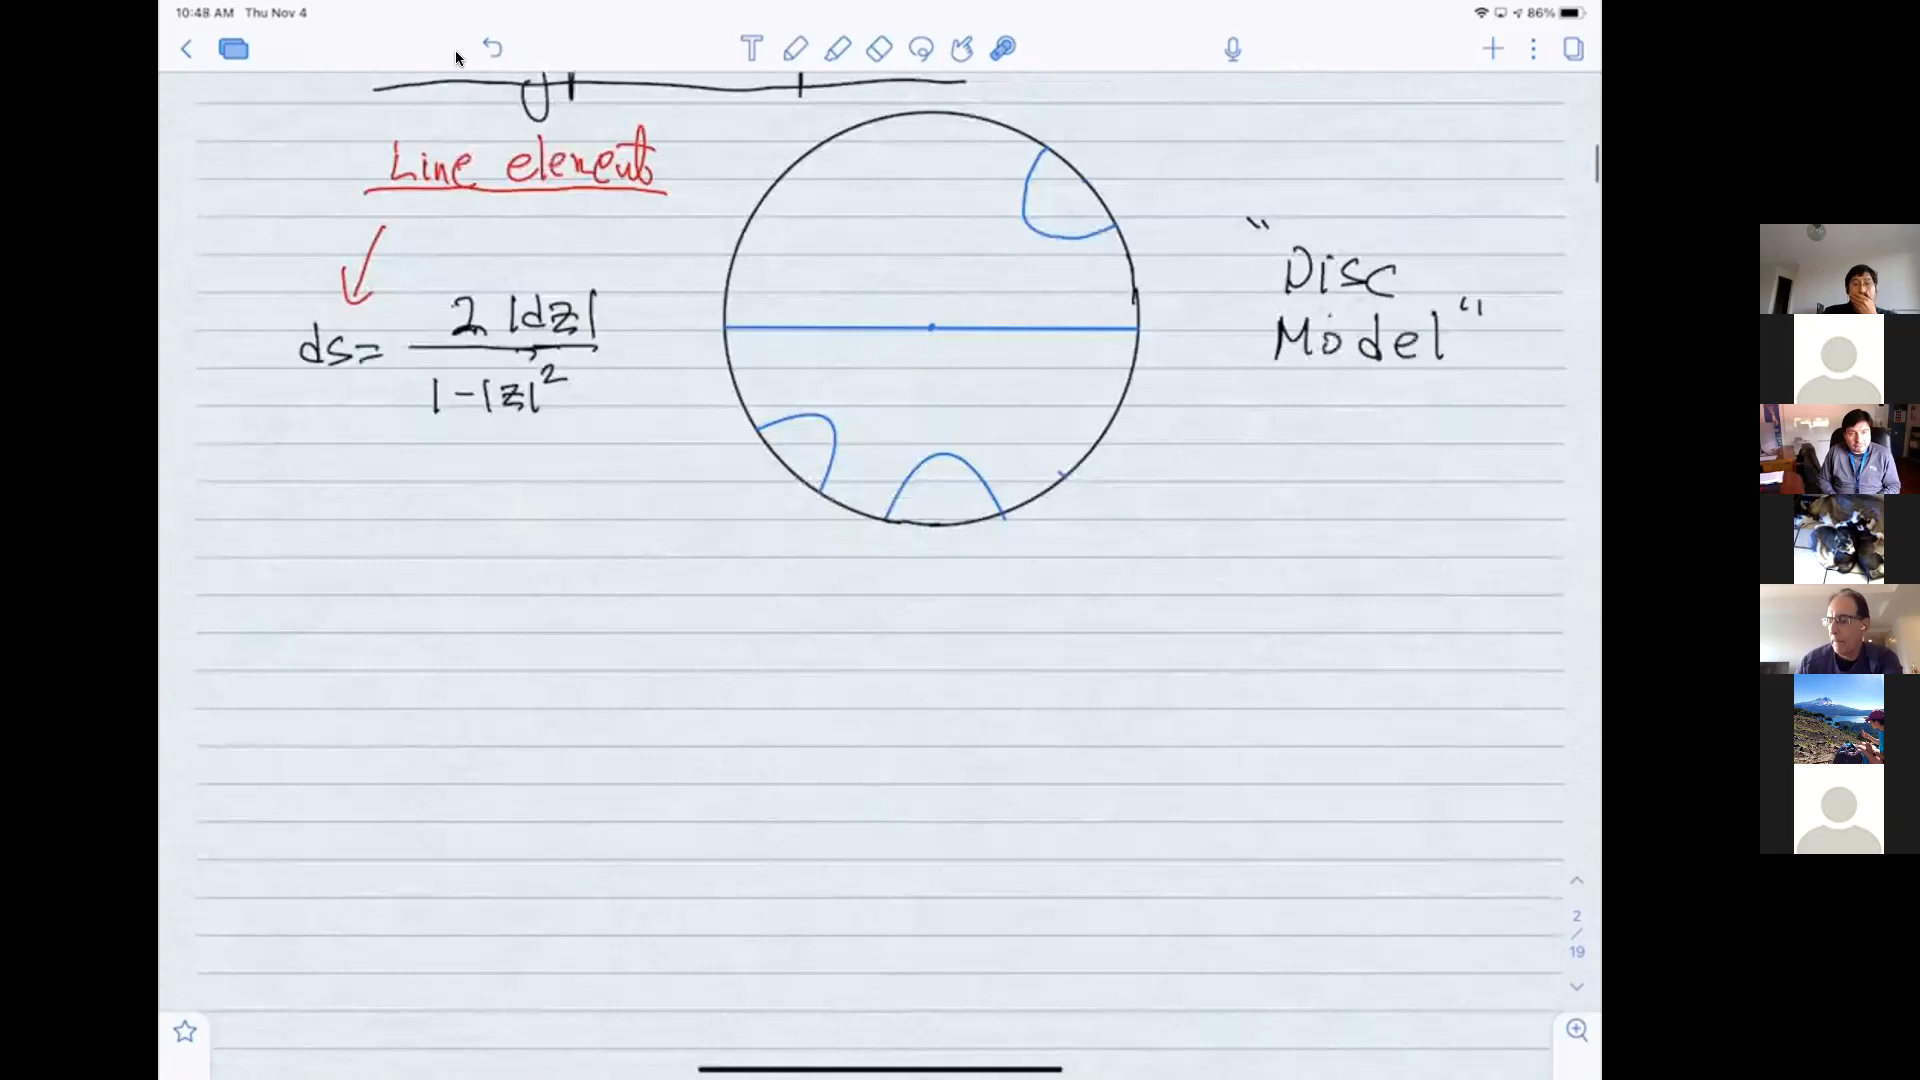 10:48 AM Thu Nov 4
86%
Line element
ds = 2 |dz| / 1-|z|²
"Disc
Model"
2
/
19